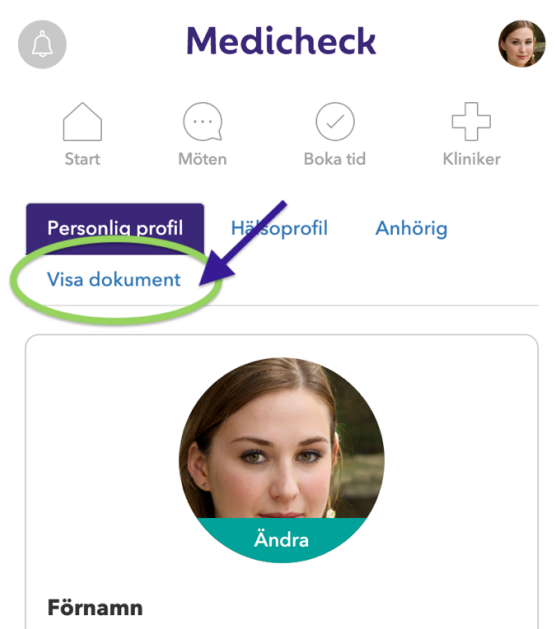 Medicheck
Start Möten Boka tid Kliniker
Personlig profil Hälsoprofil Anhörig
Visa dokument
Ändra
Förnamn